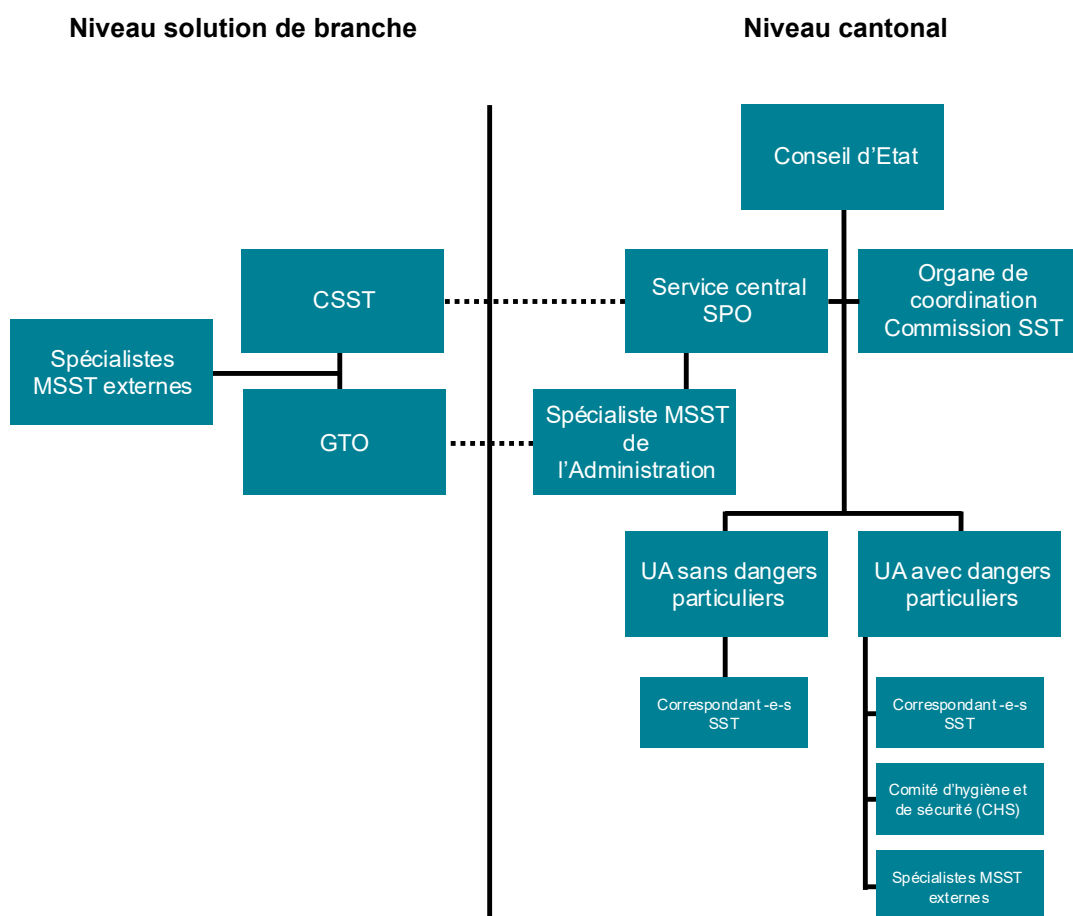 Niveau solution de branche
Niveau cantonal
Conseil d'Etat
CSST
Service central
SPO
Organe de
coordination
Commission SST
Spécialistes
MSST externes
GTO
Spécialiste MSST
de
l'Administration
UA sans dangers
particuliers
UA avec dangers
particuliers
Correspondant -e-s
SST
Correspondant -e-s
SST
Comité d'hygiène et
de sécurité (CHS)
Spécialistes MSST
externes